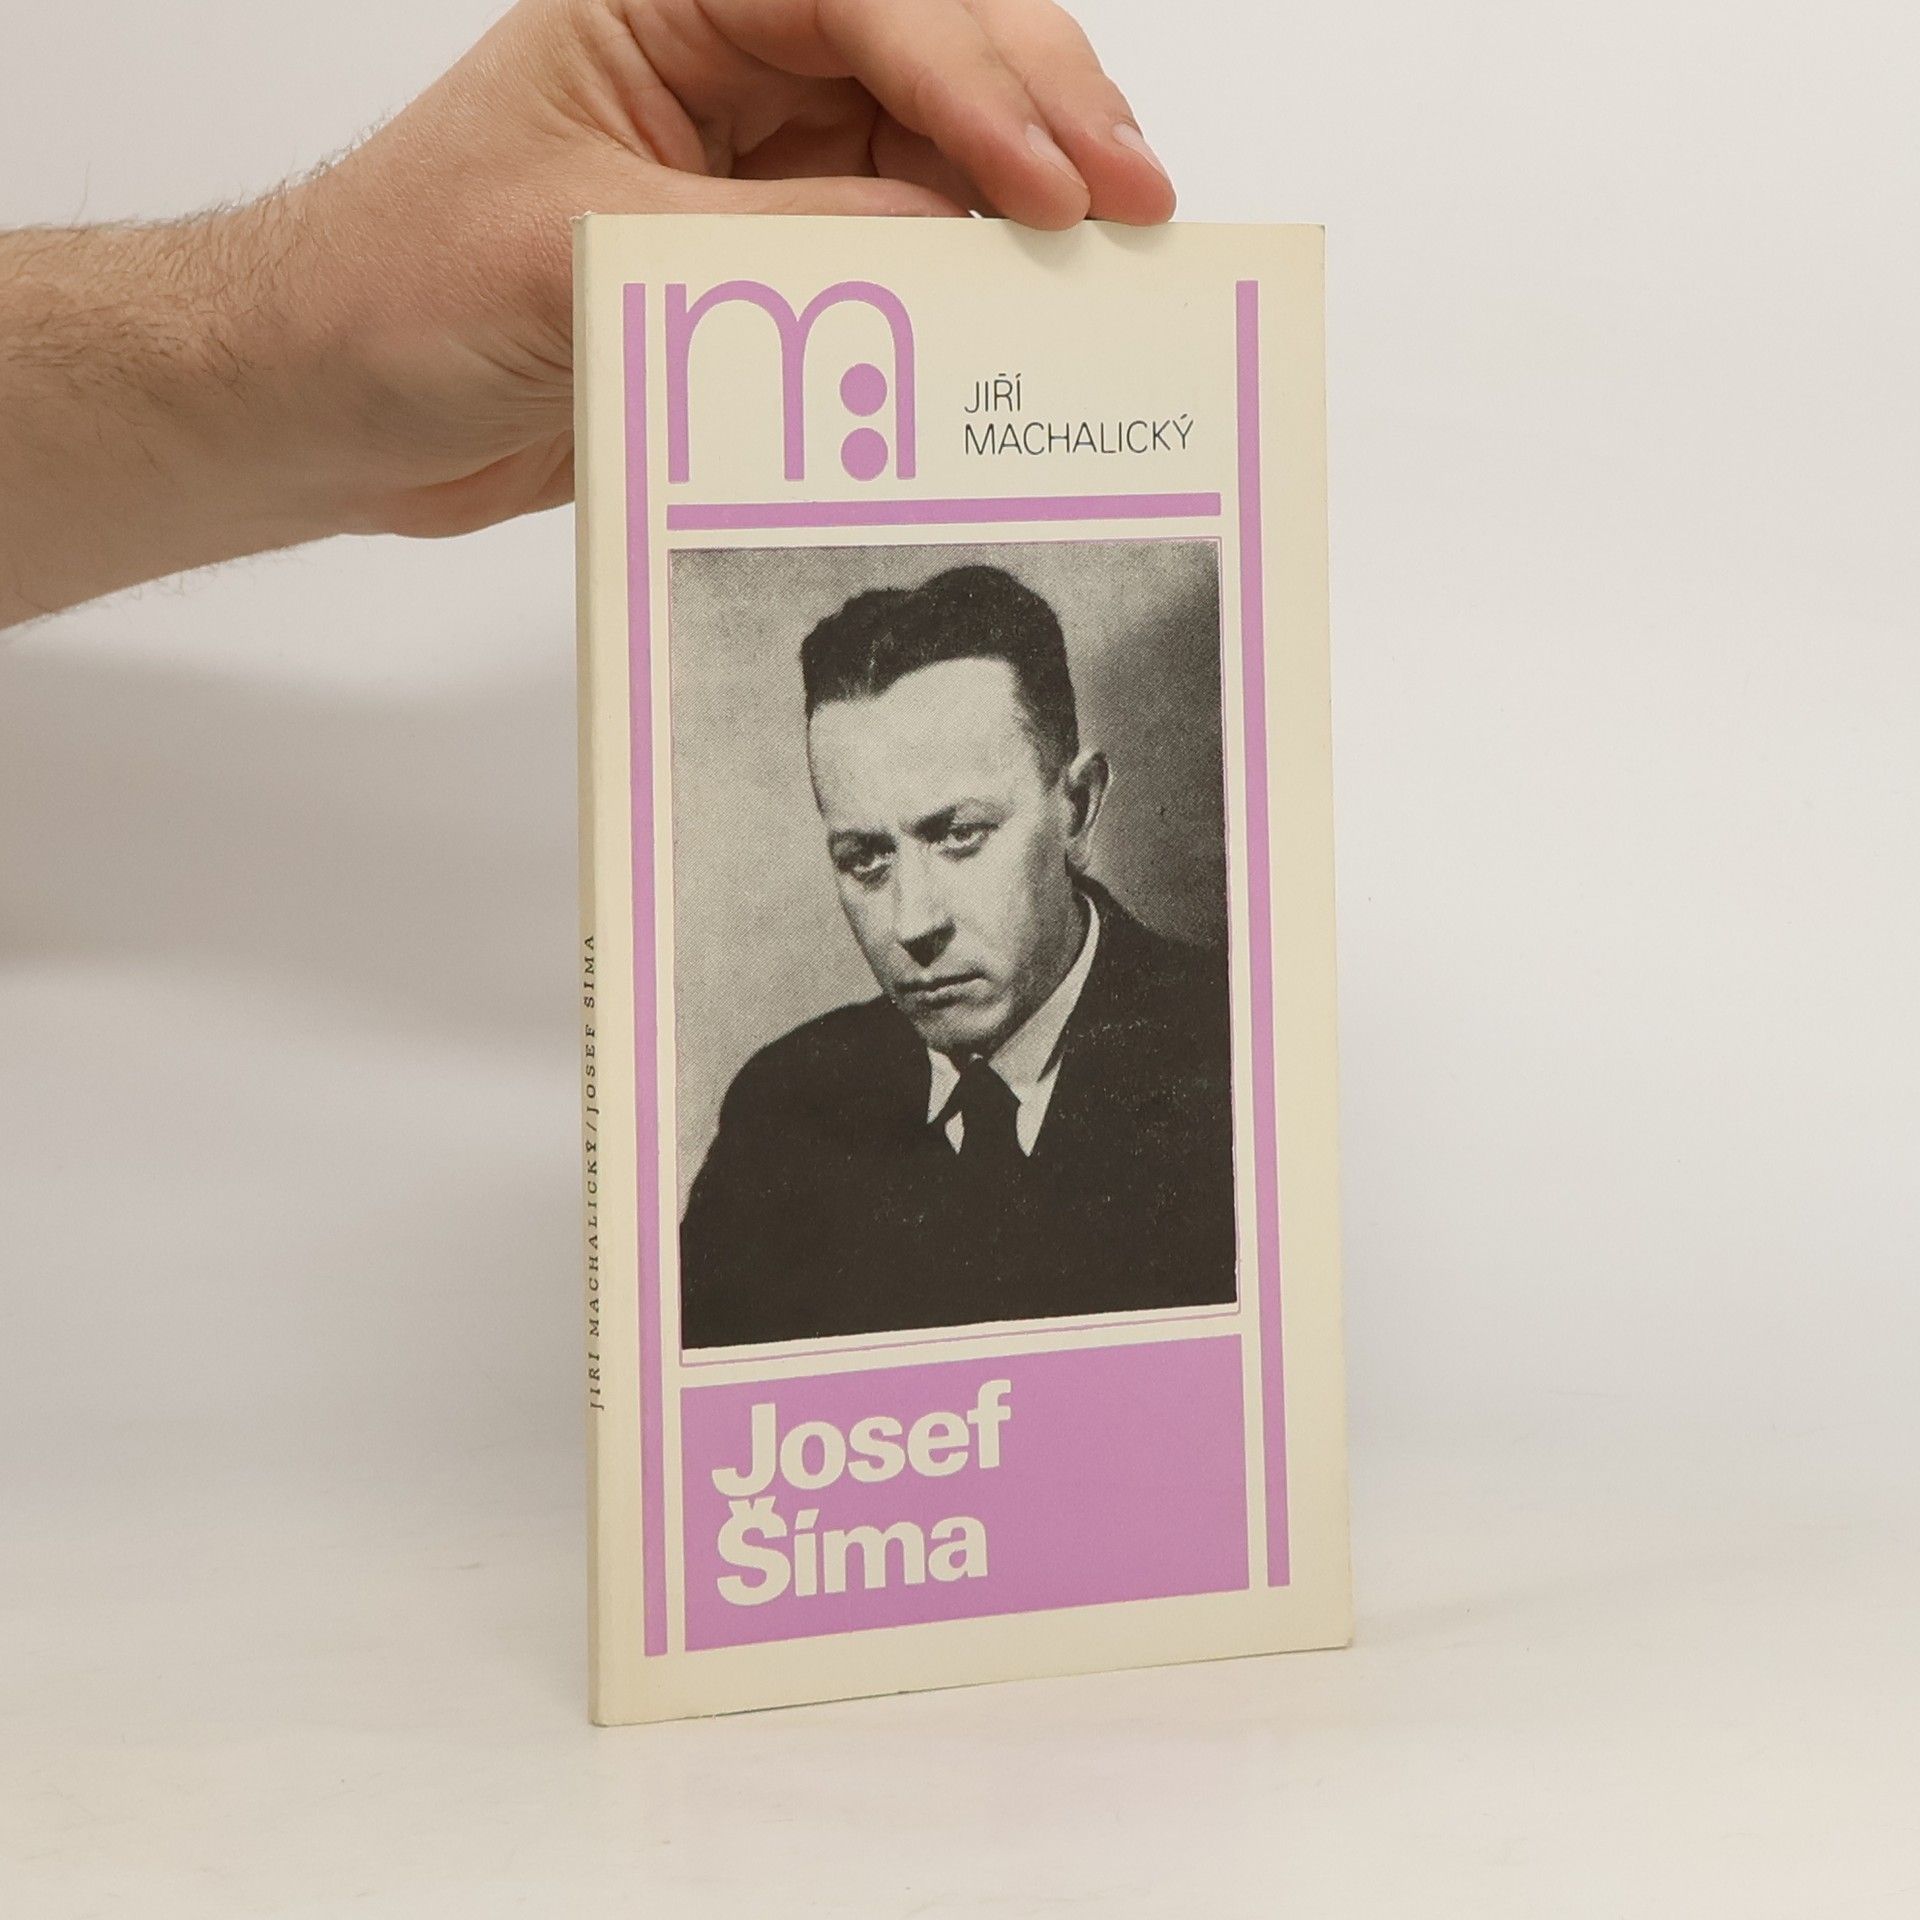 m:
JIŘÍ
MACHALICKÝ
Josef
Šíma
JIŘÍ MACHALICKÝ/JOSEF ŠÍMA